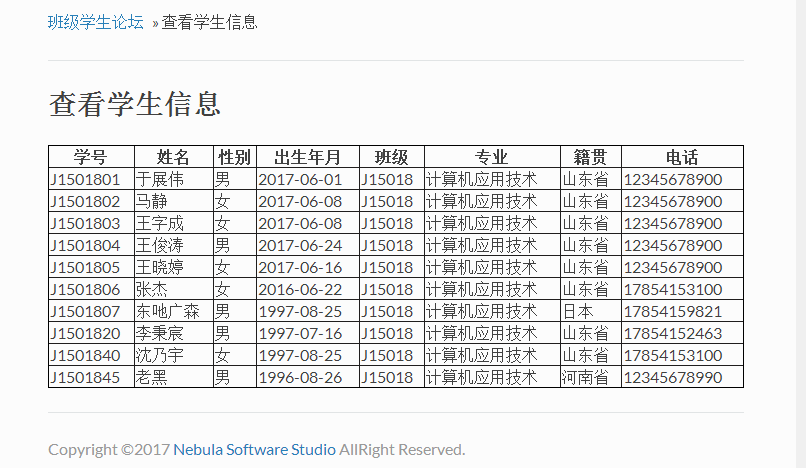 班级学生论坛 » 查看学生信息
查看学生信息
学号 姓名 性别 出生年月 班级 专业 籍贯 电话
J1501801 于展伟 男 2017-06-01 J15018 计算机应用技术 山东省 12345678900
J1501802 马静 女 2017-06-08 J15018 计算机应用技术 山东省 12345678900
J1501803 王字成 女 2017-06-08 J15018 计算机应用技术 山东省 12345678900
J1501804 王俊涛 男 2017-06-24 J15018 计算机应用技术 山东省 12345678900
J1501805 王晓婷 女 2017-06-16 J15018 计算机应用技术 山东省 12345678900
J1501806 张杰 女 2016-06-22 J15018 计算机应用技术 山东省 17854153100
J1501807 东吔广森 男 1997-08-25 J15018 计算机应用技术 日本 17854159821
J1501820 李秉宸 男 1997-07-16 J15018 计算机应用技术 山东省 17854152463
J1501840 沈乃宇 女 1997-08-25 J15018 计算机应用技术 山东省 17854153100
J1501845 老黑 男 1996-08-26 J15018 计算机应用技术 河南省 12345678990
Copyright ©2017 Nebula Software Studio AllRight Reserved.